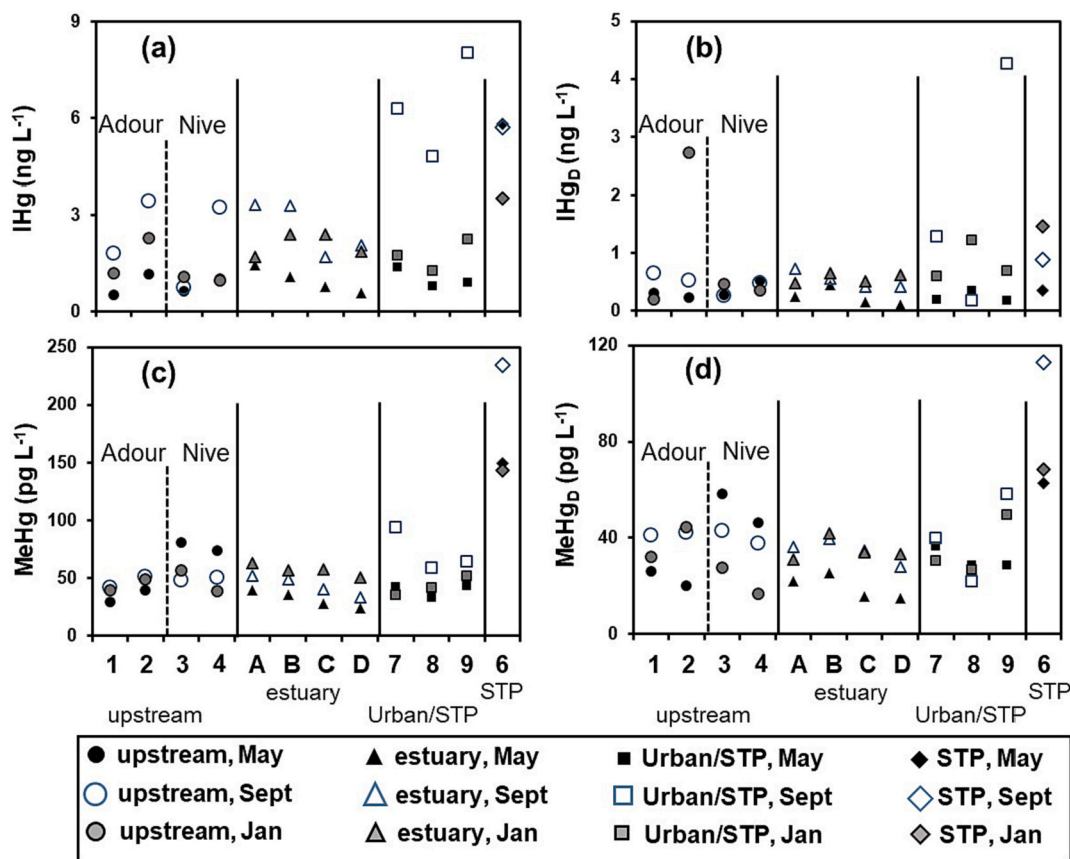 (a)
IHg (ng L-1)
9
6
3
0
Adour
Nive
(b)
IHgD (ng L-1)
5
4
3
2
1
0
(c)
MeHg (pg L-1)
250
200
150
100
50
0
Adour
Nive
1 2 3 4 A B C D 7 8 9 6
estuary
STP
upstream
Urban/STP
(d)
MeHgD (pg L-1)
120
80
40
0
Adour
Nive
1 2 3 4 A B C D 7 8 9 6
estuary
STP
upstream
Urban/STP
upstream, May estuary, May Urban/STP, May STP, May
upstream, Sept estuary, Sept Urban/STP, Sept STP, Sept
upstream, Jan estuary, Jan Urban/STP, Jan STP, Jan